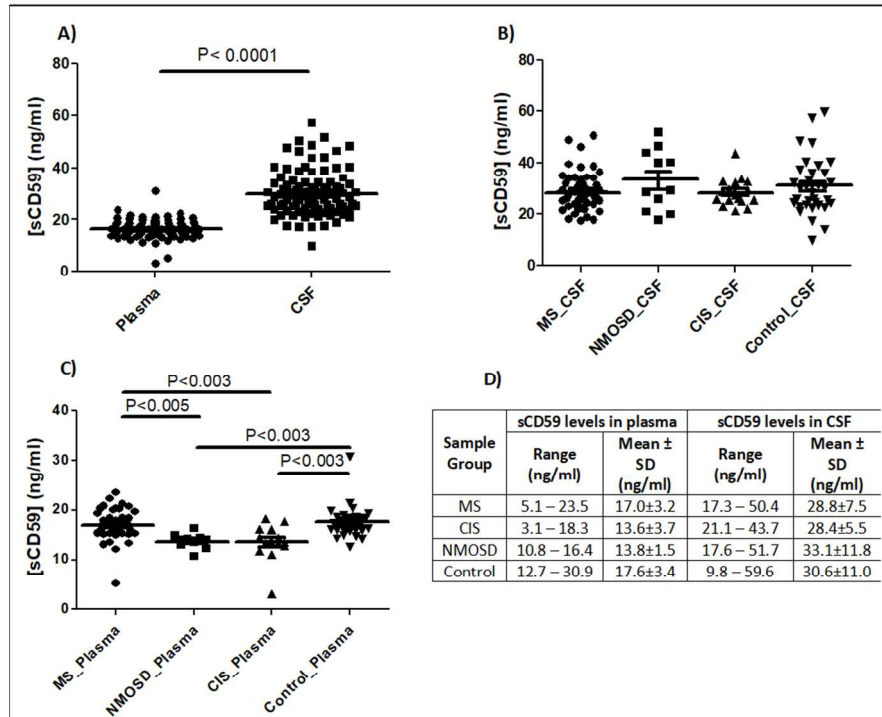 A)
P< 0.0001
80
60
40
20
0
[sCD59] (ng/ml)
Plasma
CSF
B)
80
60
40
20
0
[sCD59] (ng/ml)
MS_CSF
NMOSD_CSF
CIS_CSF
Control_CSF
C)
P<0.003
P<0.005
P<0.003
P<0.003
40
30
20
10
0
[sCD59] (ng/ml)
MS_Plasma
NMOSD_Plasma
CIS_Plasma
Control_Plasma
D)
Sample Group
sCD59 levels in plasma
sCD59 levels in CSF
Range (ng/ml)
Mean ± SD (ng/ml)
Range (ng/ml)
Mean ± SD (ng/ml)
MS 5.1 – 23.5 17.0±3.2 17.3 – 50.4 28.8±7.5
CIS 3.1 – 18.3 13.6±3.7 21.1 - 43.7 28.4±5.5
NMOSD 10.8 – 16.4 13.8±1.5 17.6 – 51.7 33.1±11.8
Control 12.7 – 30.9 17.6±3.4 9.8 – 59.6 30.6±11.0